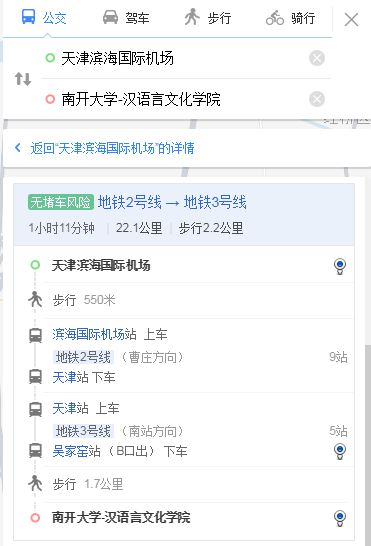 公交 驾车 步行 骑行
天津滨海国际机场
南开大学-汉语言文化学院
返回“天津滨海国际机场”的详情
无堵车风险 地铁2号线 → 地铁3号线
1小时11分钟 | 22.1公里 | 步行2.2公里
天津滨海国际机场
步行 550米
滨海国际机场站 上车
地铁2号线 （曹庄方向） 9站
天津站 下车
天津站 上车
地铁3号线 （南站方向） 5站
吴家窑站 （B口出） 下车
步行 1.7公里
南开大学-汉语言文化学院